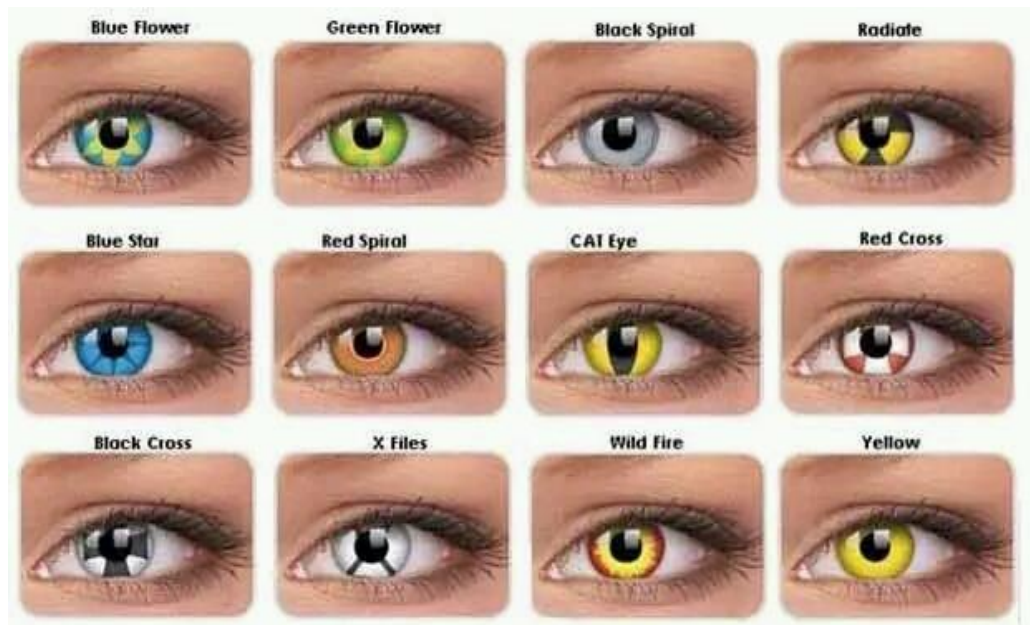 Blue Flower
Green Flower
Black Spiral
Radiate
Blue Star
Red Spiral
CAT Eye
Red Cross
Black Cross
X Files
Wild Fire
Yellow